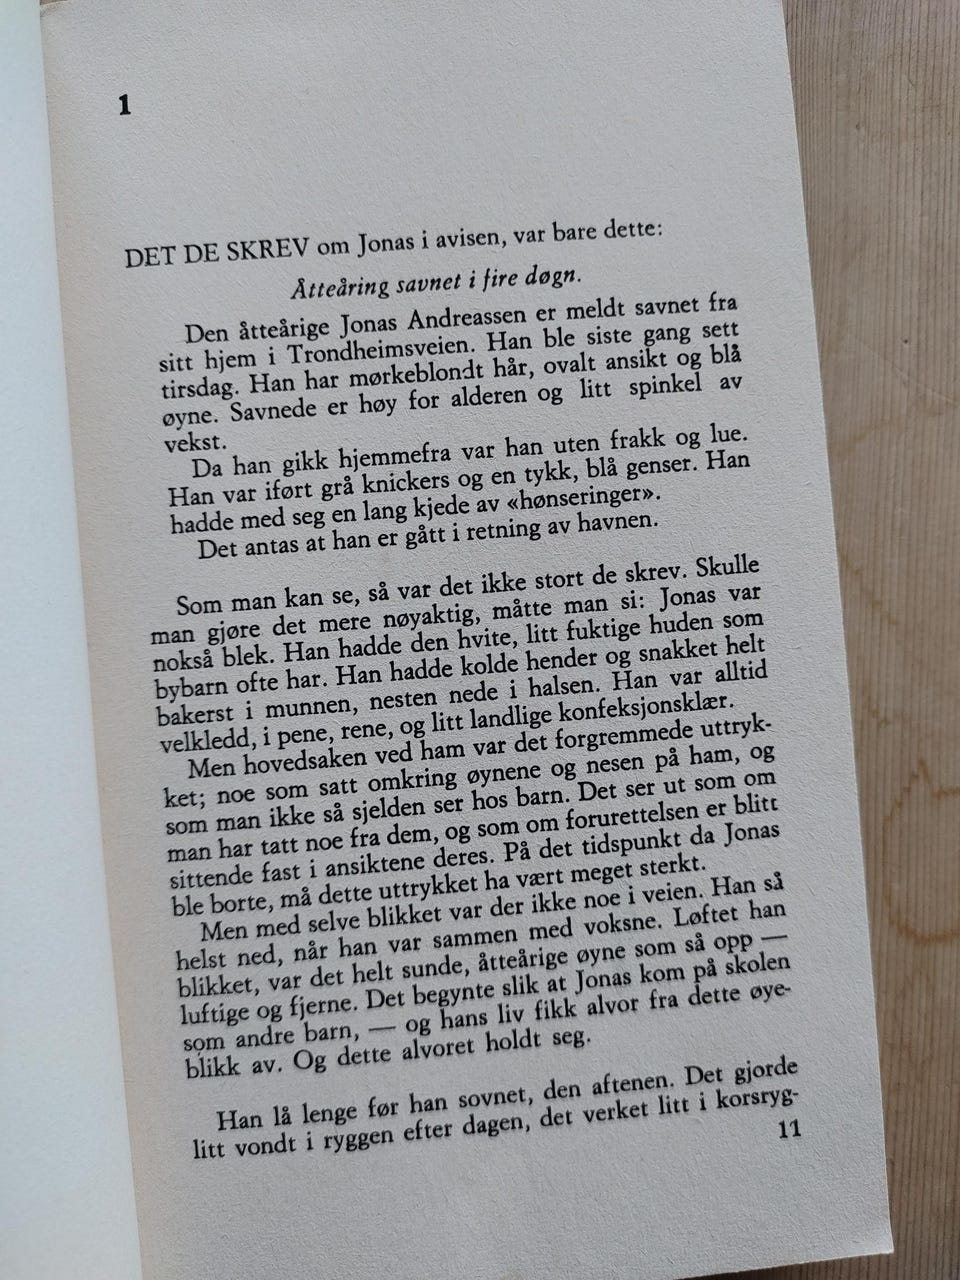 1
DET DE SKREV om Jonas i avisen, var bare dette:
Åtteåring savnet i fire døgn.
Den åtteårige Jonas Andreassen er meldt savnet fra
sitt hjem i Trondheimsveien. Han ble siste gang sett
tirsdag. Han har mørkeblondt hår, ovalt ansikt og blå
øyne. Savnede er høy for alderen og litt spinkel av
vekst.
Da han gikk hjemmefra var han uten frakk og lue.
Han var iført grå knickers og en tykk, blå genser. Han
hadde med seg en lang kjede av «hønseringer».
Det antas at han er gått i retning av havnen.
Som man kan se, så var det ikke stort de skrev. Skulle
man gjøre det mere nøyaktig, måtte man si: Jonas var
nokså blek. Han hadde den hvite, litt fuktige huden som
bybarn ofte har. Han hadde kolde hender og snakket helt
bakerst i munnen, nesten nede i halsen. Han var alltid
velkledd, i pene, rene, og litt landlige konfeksjonsklær.
Men hovedsaken ved ham var det forgremmede uttryk-
ket; noe som satt omkring øynene og nesen på ham, og
som man ikke så sjelden ser hos barn. Det ser ut som om
man har tatt noe fra dem, og som om forurettelsen er blitt
sittende fast i ansiktene deres. På det tidspunkt da Jonas
ble borte, må dette uttrykket ha vært meget sterkt.
Men med selve blikket var der ikke noe i veien. Han så
helst ned, når han var sammen med voksne. Løftet han
blikket, var det helt sunde, åtteårige øyne som så opp —
luftige og fjerne. Det begynte slik at Jonas kom på skolen
som andre barn, — og hans liv fikk alvor fra dette øye-
blikk av. Og dette alvoret holdt seg.
Han lå lenge før han sovnet, den aftenen. Det gjorde
litt vondt i ryggen efter dagen, det verket litt i korsryg-
11